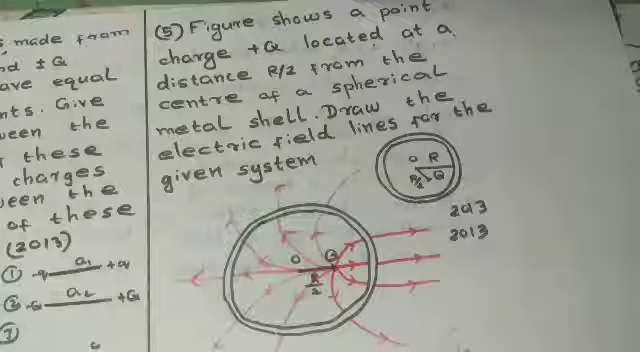 s made from
nd ± Q
ave equal
nts. Give
ween the
r these
charges
ween the
of these
(2013)
① -q a1 +q
② -Q a2 +Q
(5) Figure shows a point
charge +Q located at a
distance R/2 from the
centre of a spherical
metal shell. Draw the
electric field lines for the
given system
O R
R/2 Q
2013
2013
O Q
R/2